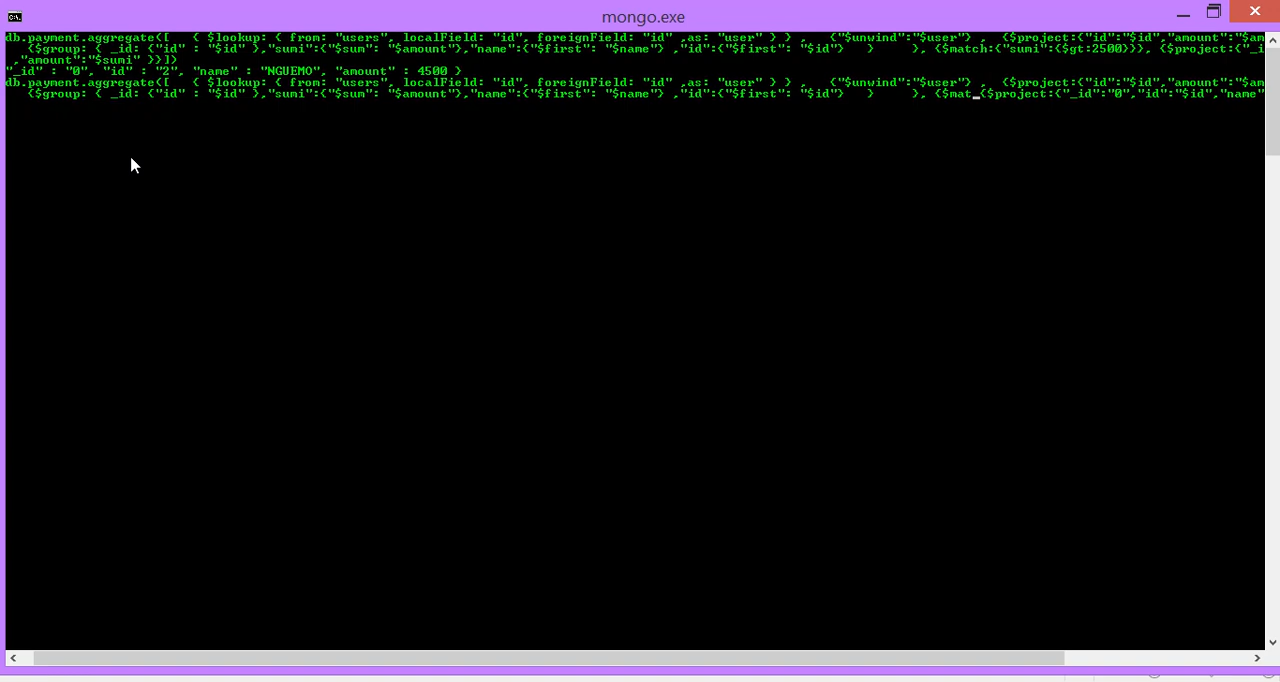 mongo.exe
db.payment.aggregate([ { $lookup: { from: "users", localField: "id", foreignField: "id" ,as: "user" } } , {"$unwind":"$user"} , {$project:{"id":"$id","amount":"$am
{$group: { _id: {"id" : "$id" },"sumi":{"$sum": "$amount"},"name":{"$first": "$name"} ,"id":{"$first": "$id"} } }, {$match:{"sumi":{$gt:2500}}}, {$project:{"_i
,"amount":"$sumi" }}])
"_id" : "0", "id" : "2", "name" : "NGUEMO", "amount" : 4500 }
db.payment.aggregate([ { $lookup: { from: "users", localField: "id", foreignField: "id" ,as: "user" } } , {"$unwind":"$user"} , {$project:{"id":"$id","amount":"$am
{$group: { _id: {"id" : "$id" },"sumi":{"$sum": "$amount"},"name":{"$first": "$name"} ,"id":{"$first": "$id"} } }, {$mat_{$project:{"_id":"0","id":"$id","name"